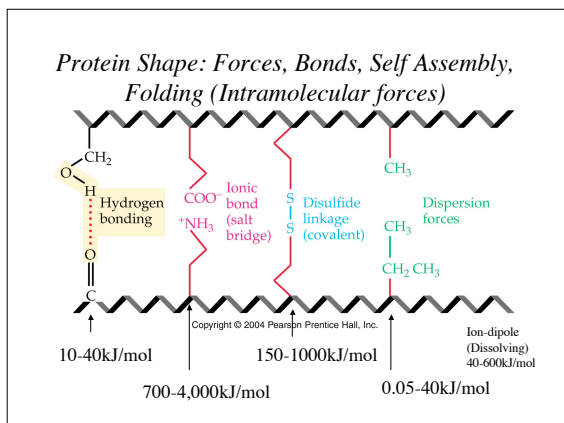 Protein Shape: Forces, Bonds, Self Assembly,
Folding (Intramolecular forces)
CH2
O
H
Hydrogen
bonding
O
C
COO−
+NH3
Ionic
bond
(salt
bridge)
S
S
Disulfide
linkage
(covalent)
CH3
CH3
CH2 CH3
Dispersion
forces
Copyright © 2004 Pearson Prentice Hall, Inc.
10-40kJ/mol
700-4,000kJ/mol
150-1000kJ/mol
0.05-40kJ/mol
Ion-dipole
(Dissolving)
40-600kJ/mol